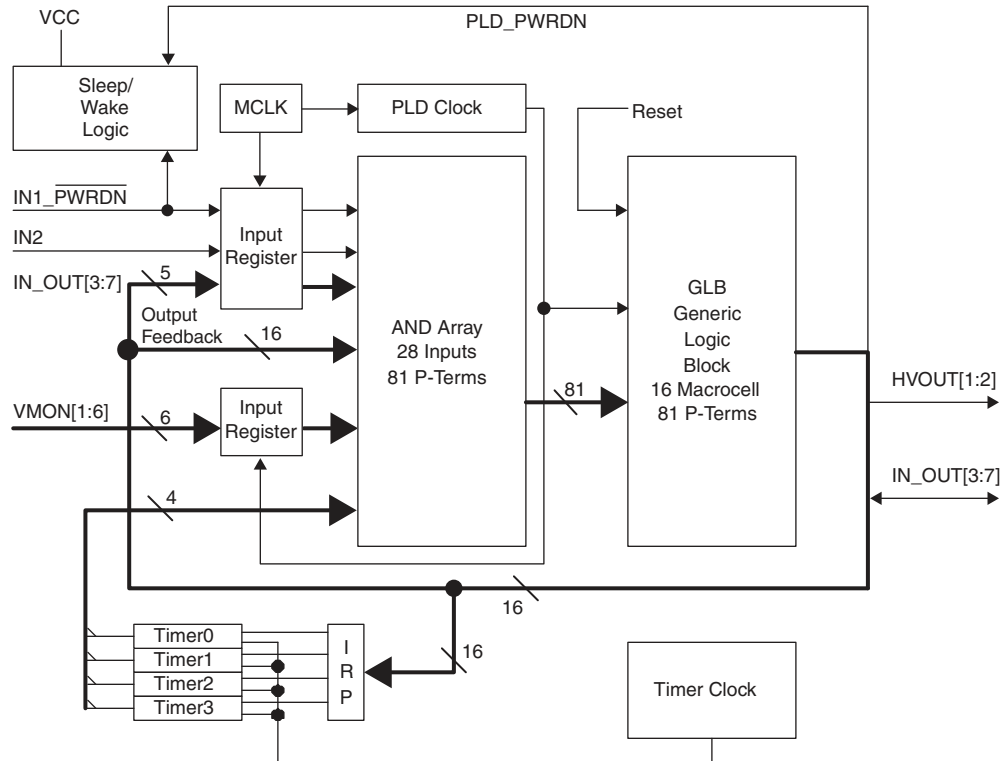 VCC
PLD_PWRDN
Sleep/
Wake
Logic
MCLK
PLD Clock
Reset
IN1_PWRDN
IN2
IN_OUT[3:7]
5
Input
Register
Output
Feedback
16
AND Array
28 Inputs
81 P-Terms
GLB
Generic
Logic
Block
16 Macrocell
81 P-Terms
81
HVOUT[1:2]
VMON[1:6]
6
Input
Register
IN_OUT[3:7]
4
16
16
Timer0
Timer1
Timer2
Timer3
I
R
P
Timer Clock